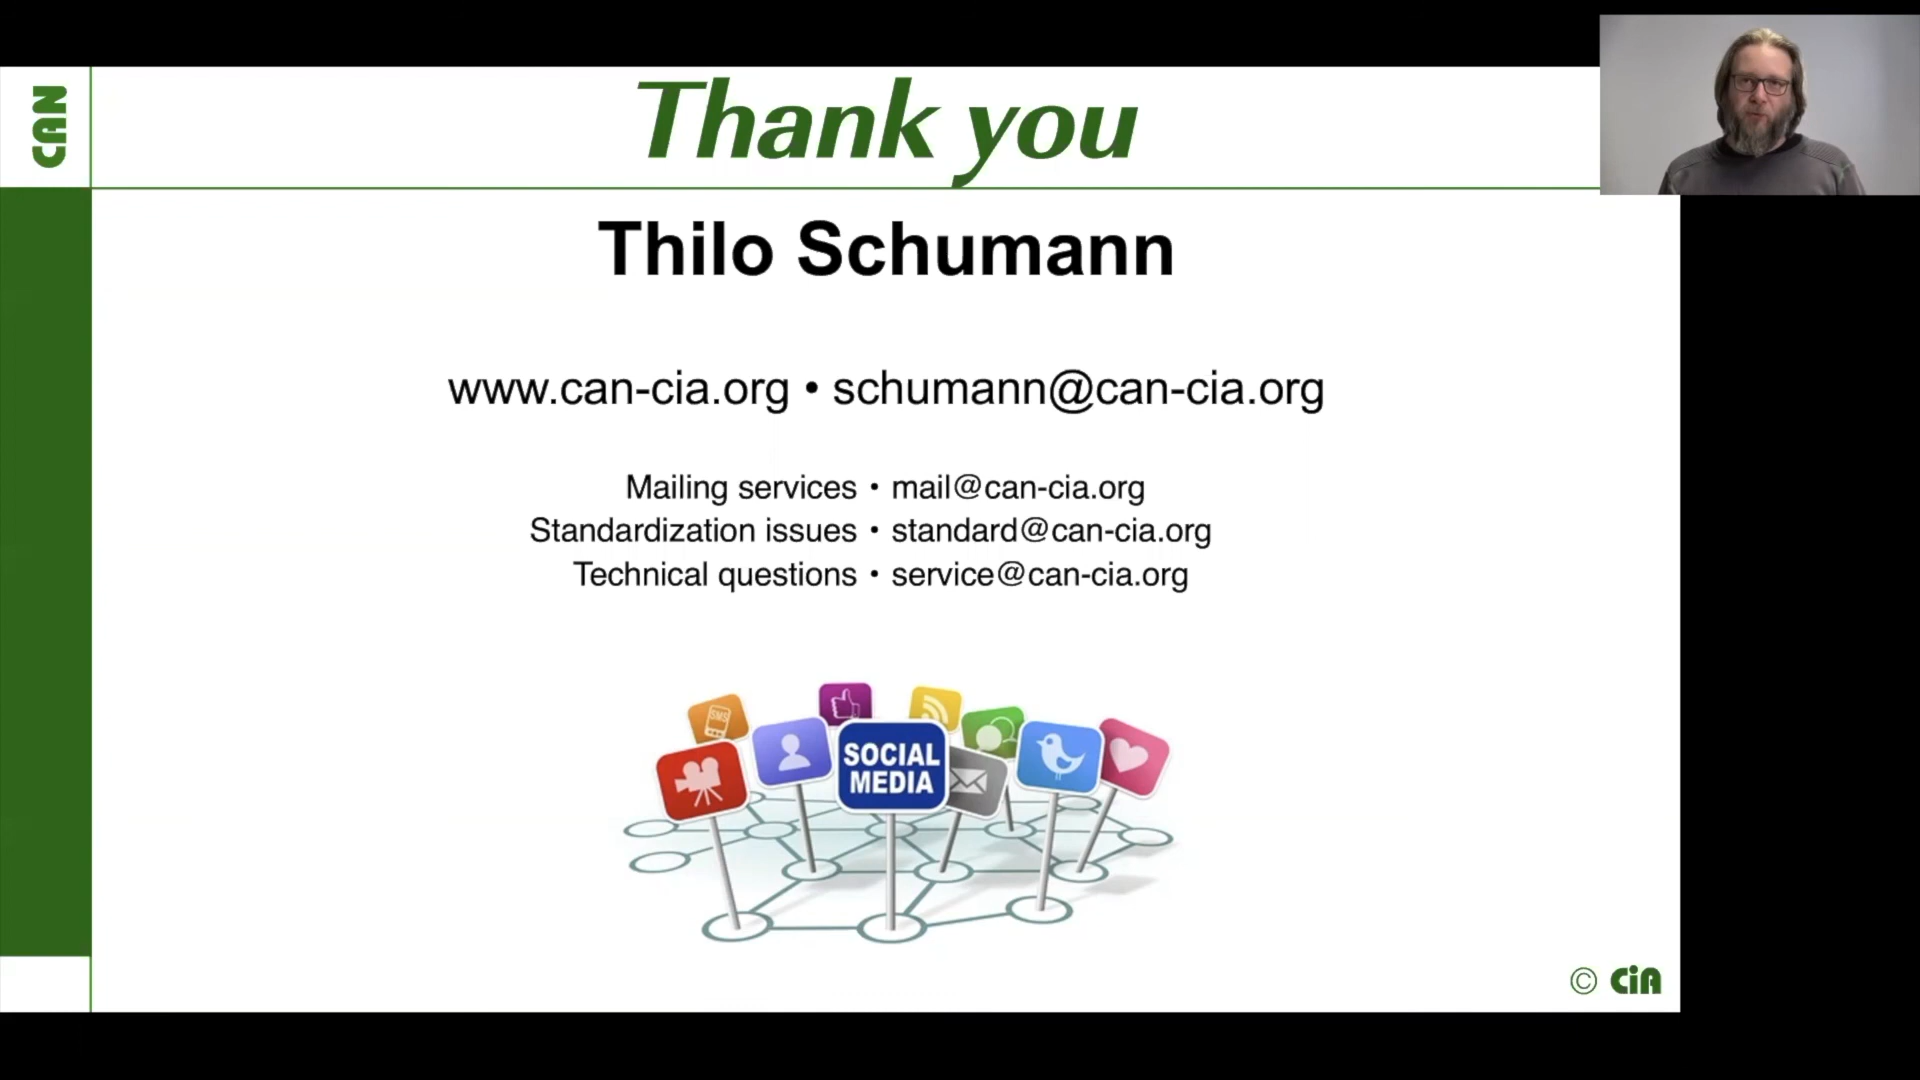 CAN
Thank you
Thilo Schumann
www.can-cia.org • schumann@can-cia.org
Mailing services • mail@can-cia.org
Standardization issues • standard@can-cia.org
Technical questions • service@can-cia.org
SMS
SOCIAL
MEDIA
© CiA